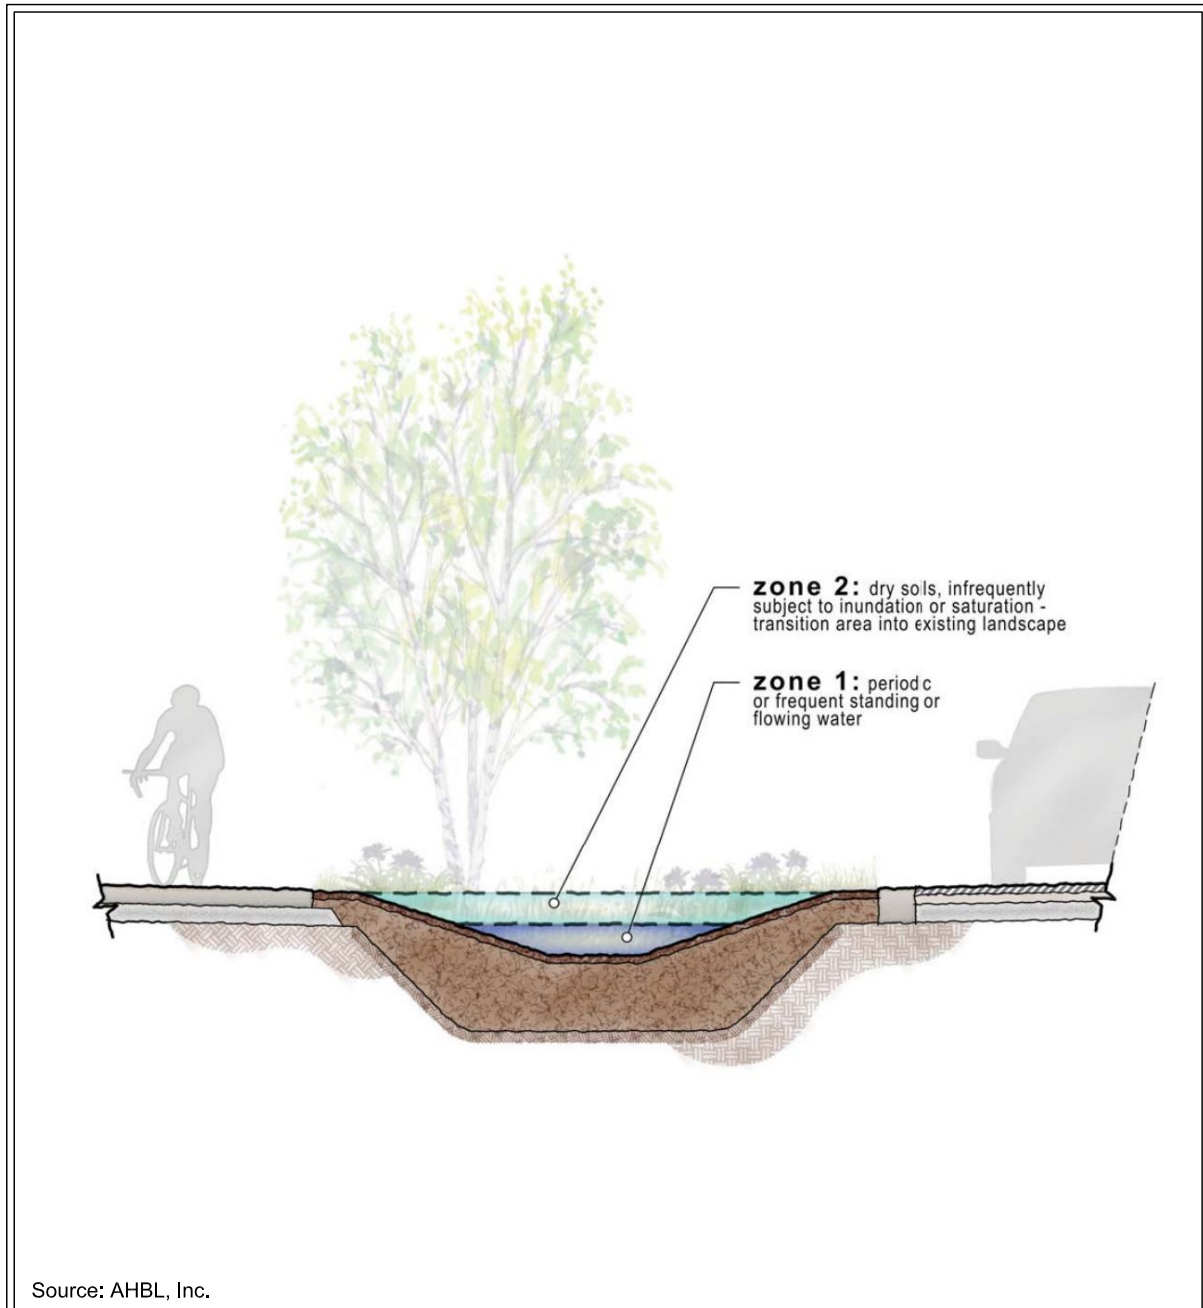 zone 2: dry soils, infrequently
subject to inundation or saturation -
transition area into existing landscape
zone 1: periodic
or frequent standing or
flowing water
Source: AHBL, Inc.